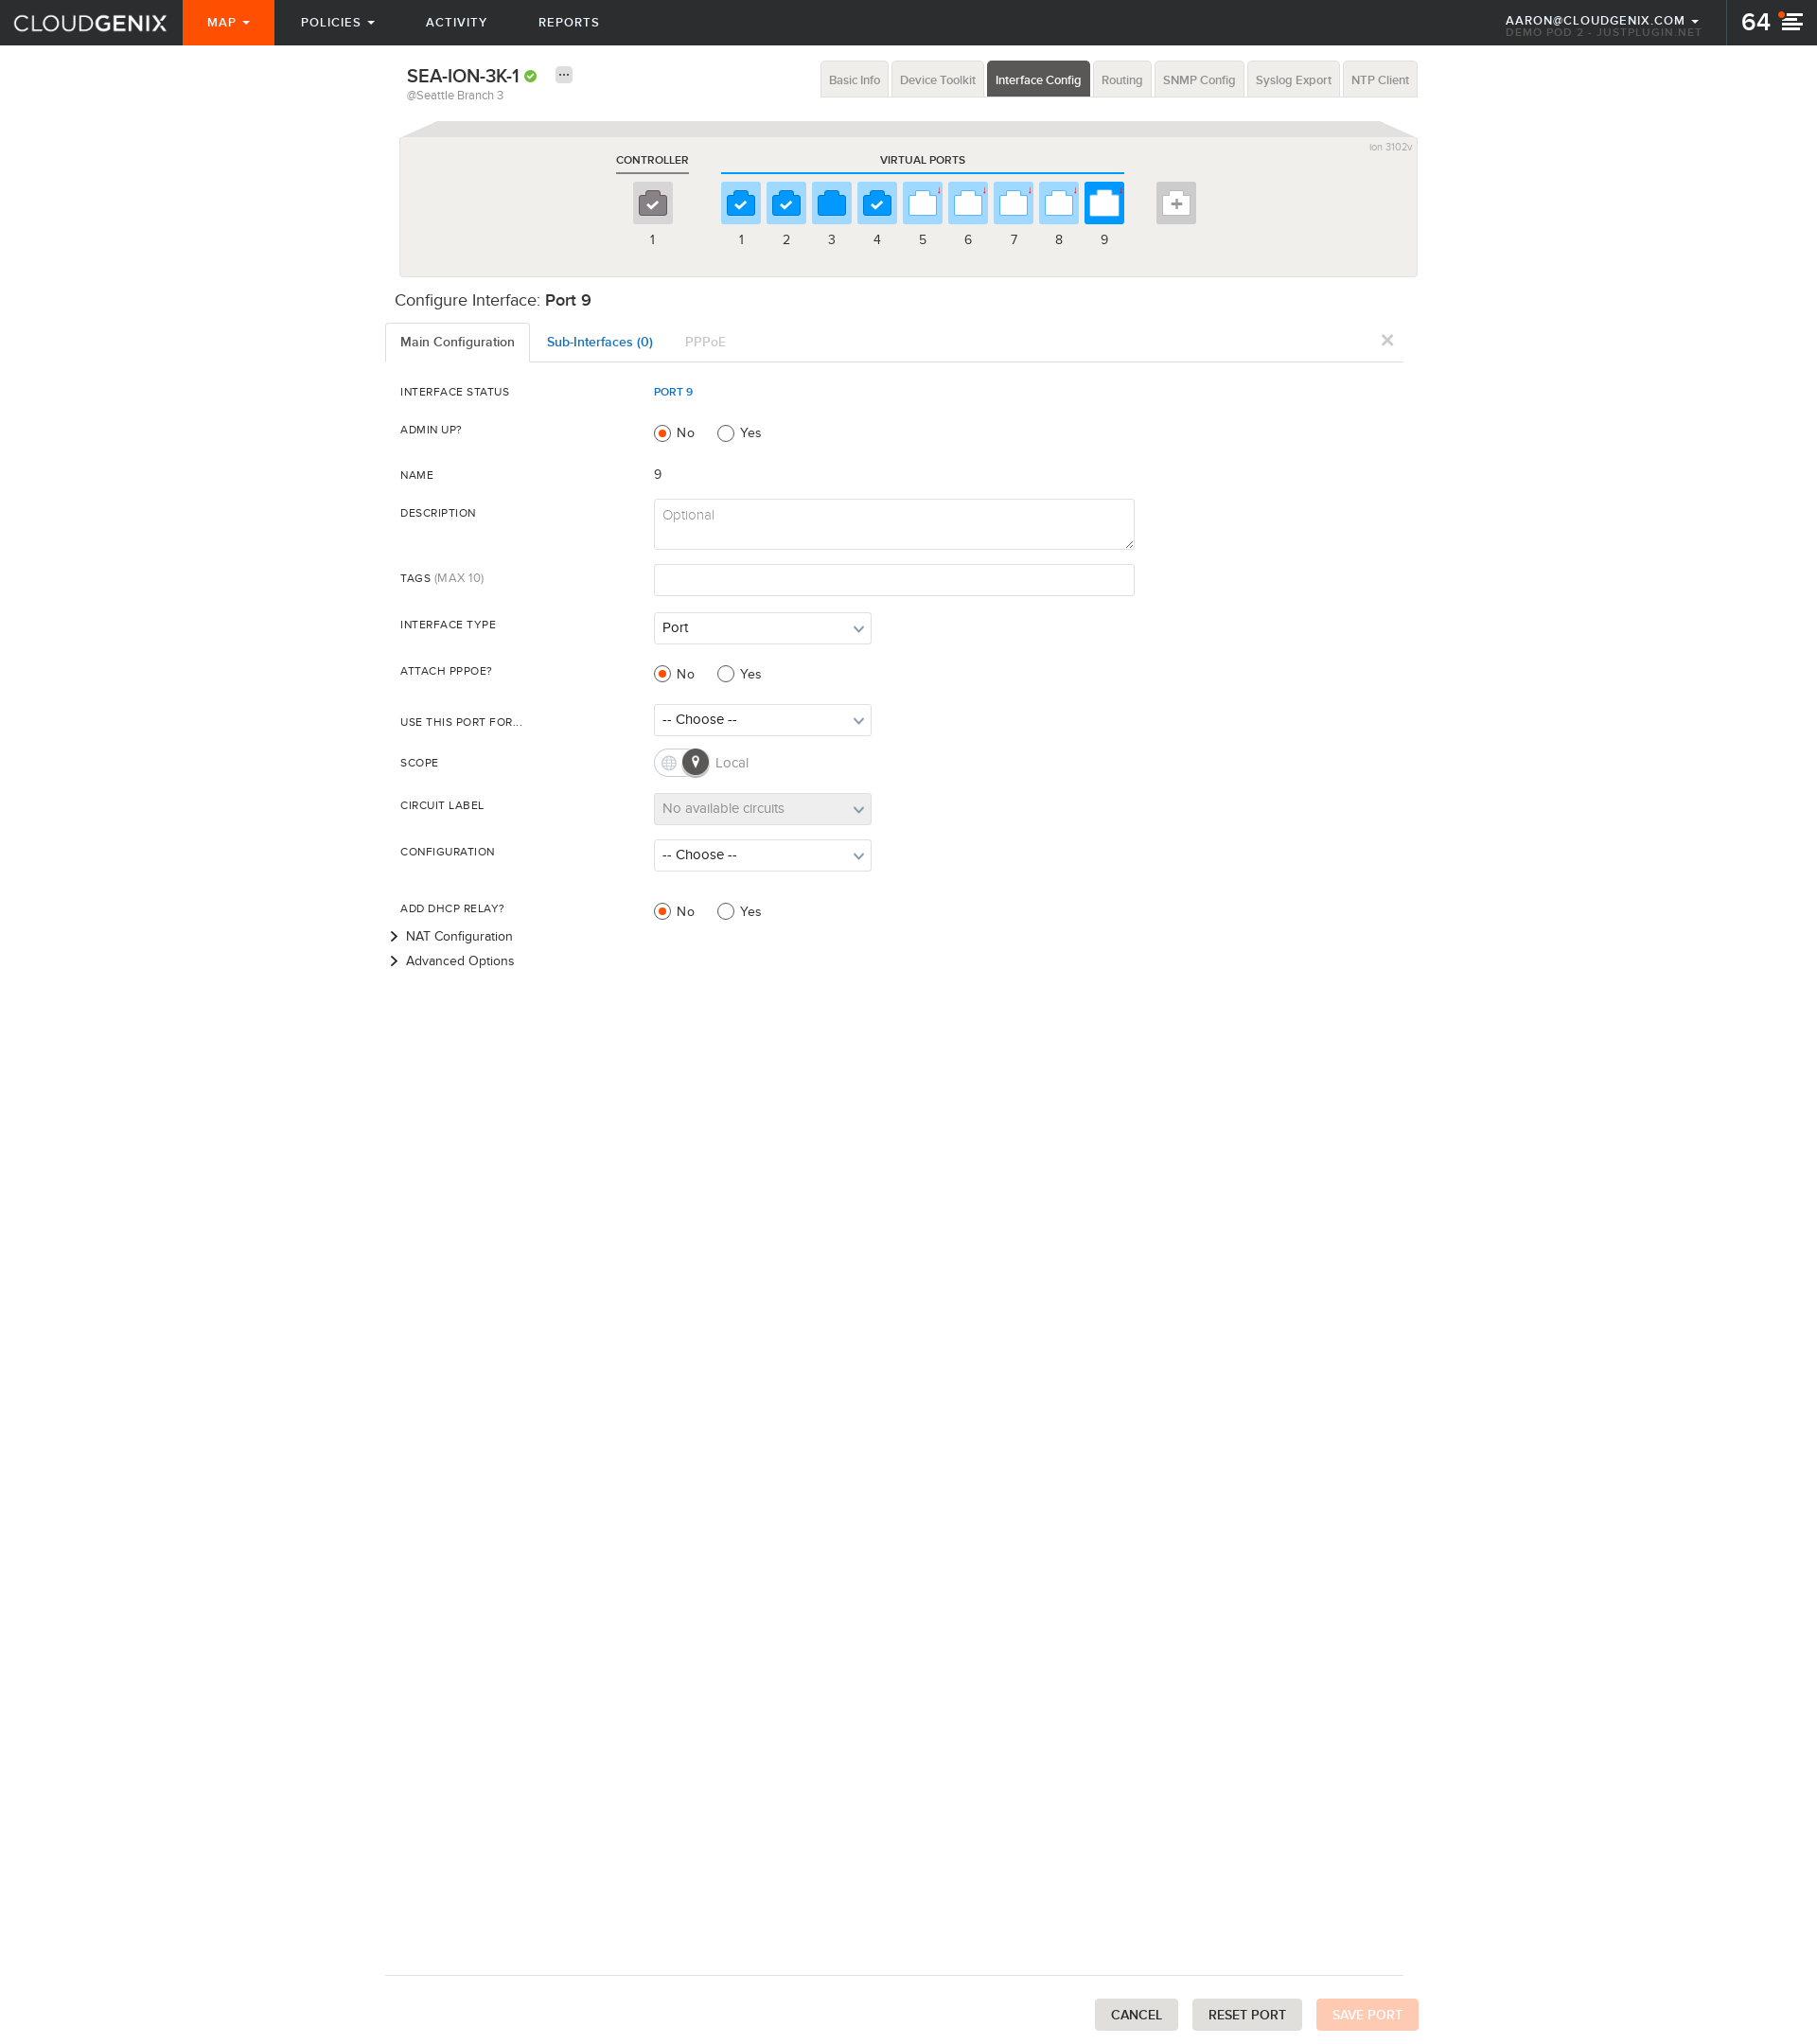 CLOUDGENIX MAP POLICIES ACTIVITY REPORTS AARON@CLOUDGENIX.COM 64
DEMO POD 2 - JUSTPLUGIN.NET
SEA-ION-3K-1
@Seattle Branch 3
Basic Info Device Toolkit Interface Config Routing SNMP Config Syslog Export NTP Client
ion 3102v
CONTROLLER VIRTUAL PORTS
1 1 2 3 4 5 6 7 8 9
Configure Interface: Port 9
Main Configuration Sub-Interfaces (0) PPPoE
INTERFACE STATUS PORT 9
ADMIN UP? No Yes
NAME 9
DESCRIPTION Optional
TAGS (MAX 10)
INTERFACE TYPE Port
ATTACH PPPOE? No Yes
USE THIS PORT FOR... -- Choose --
SCOPE Local
CIRCUIT LABEL No available circuits
CONFIGURATION -- Choose --
ADD DHCP RELAY? No Yes
NAT Configuration
Advanced Options
CANCEL RESET PORT SAVE PORT